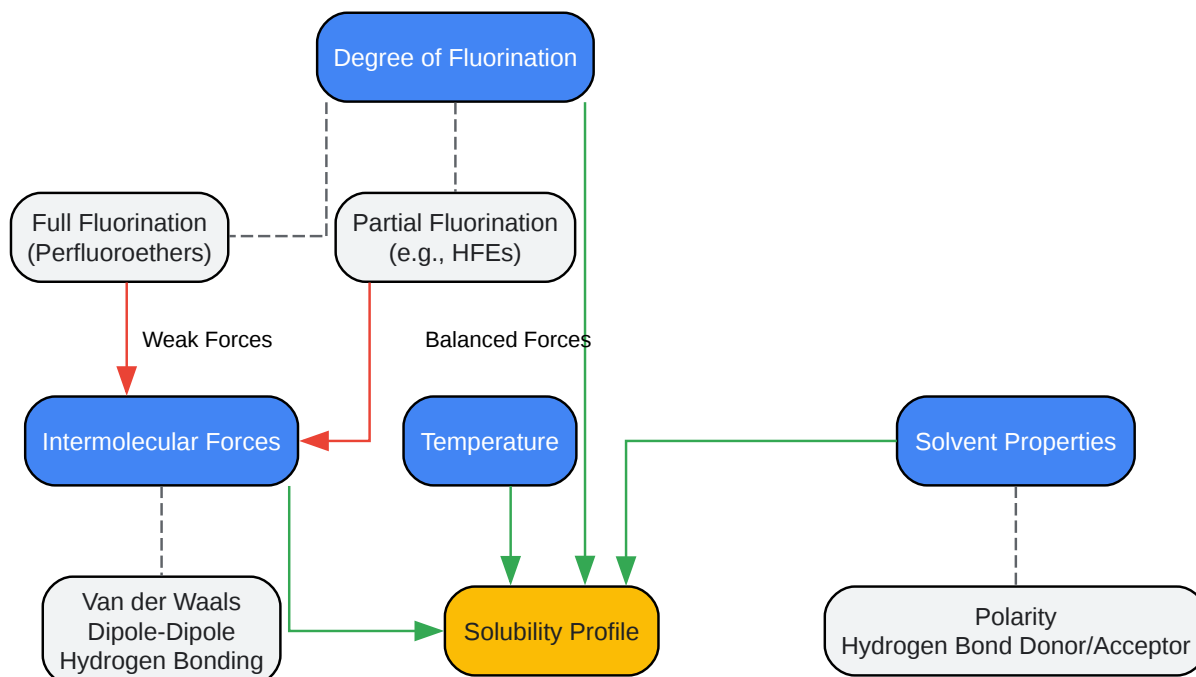 Degree of Fluorination
Full Fluorination
(Perfluoroethers)
Partial Fluorination
(e.g., HFEs)
Weak Forces
Balanced Forces
Intermolecular Forces
Temperature
Solvent Properties
Van der Waals
Dipole-Dipole
Hydrogen Bonding
Solubility Profile
Polarity
Hydrogen Bond Donor/Acceptor